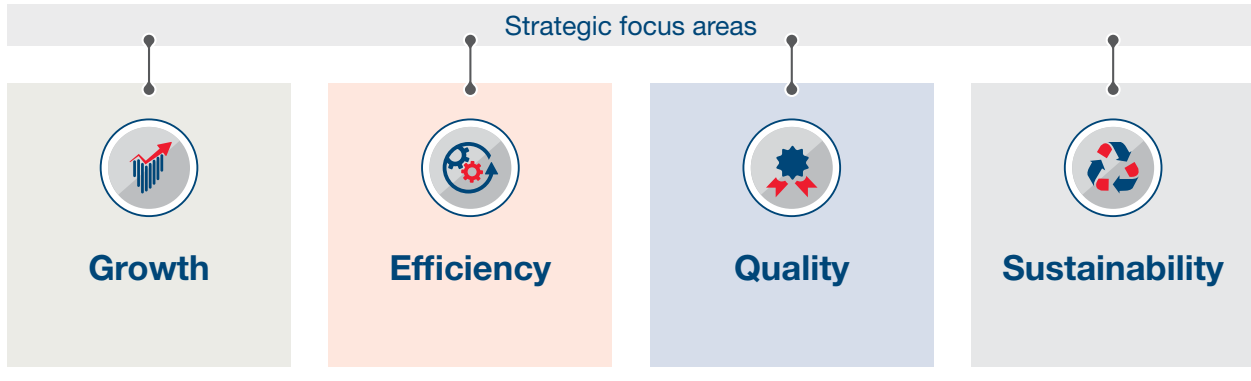 Strategic focus areas
Growth
Efficiency
Quality
Sustainability